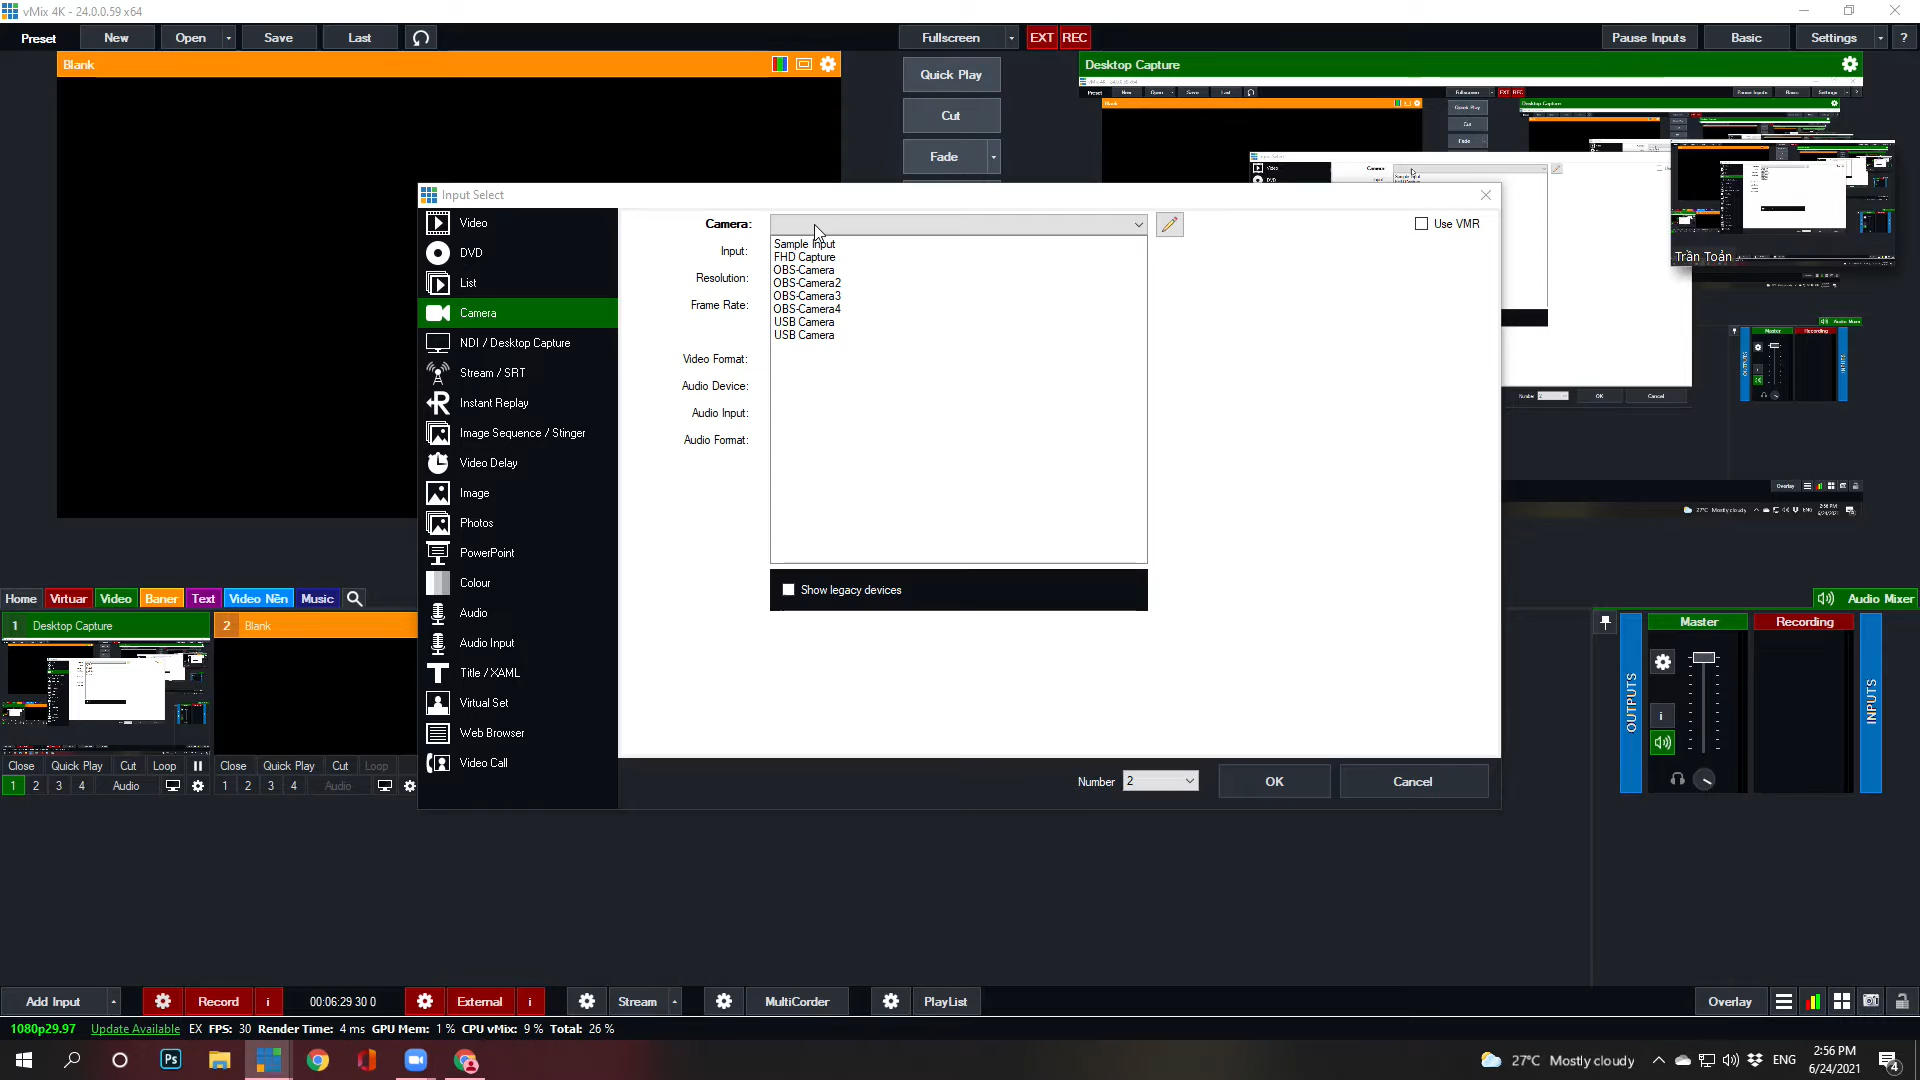 vMix 4K - 24.0.0.59 x64
Preset New Open Save Last Fullscreen EXT REC Pause Inputs Basic Settings ?
Blank
Quick Play
Cut
Fade
Desktop Capture
Trần Toản
Input Select
Video
DVD
List
Camera
NDI / Desktop Capture
Stream / SRT
Instant Replay
Image Sequence / Stinger
Video Delay
Image
Photos
PowerPoint
Colour
Audio
Audio Input
Title / XAML
Virtual Set
Web Browser
Video Call
Camera:
Use VMR
Input:
Resolution:
Frame Rate:
Video Format:
Audio Device:
Audio Input:
Audio Format:
Sample Input
FHD Capture
OBS-Camera
OBS-Camera2
OBS-Camera3
OBS-Camera4
USB Camera
USB Camera
Show legacy devices
Number 2 OK Cancel
Home Virtuar Video Baner Text Video Nền Music
1 Desktop Capture
2 Blank
Close Quick Play Cut Loop
1 2 3 4 Audio
Close Quick Play Cut Loop
1 2 3 4 Audio
Audio Mixer
Master Recording
OUTPUTS
INPUTS
Add Input Record i 00:06:29 30 0 External i Stream MultiCorder PlayList Overlay
1080p29.97 Update Available EX FPS: 30 Render Time: 4 ms GPU Mem: 1 % CPU vMix: 9 % Total: 26 %
Ps
27°C Mostly cloudy ENG
2:56 PM
6/24/2021
4